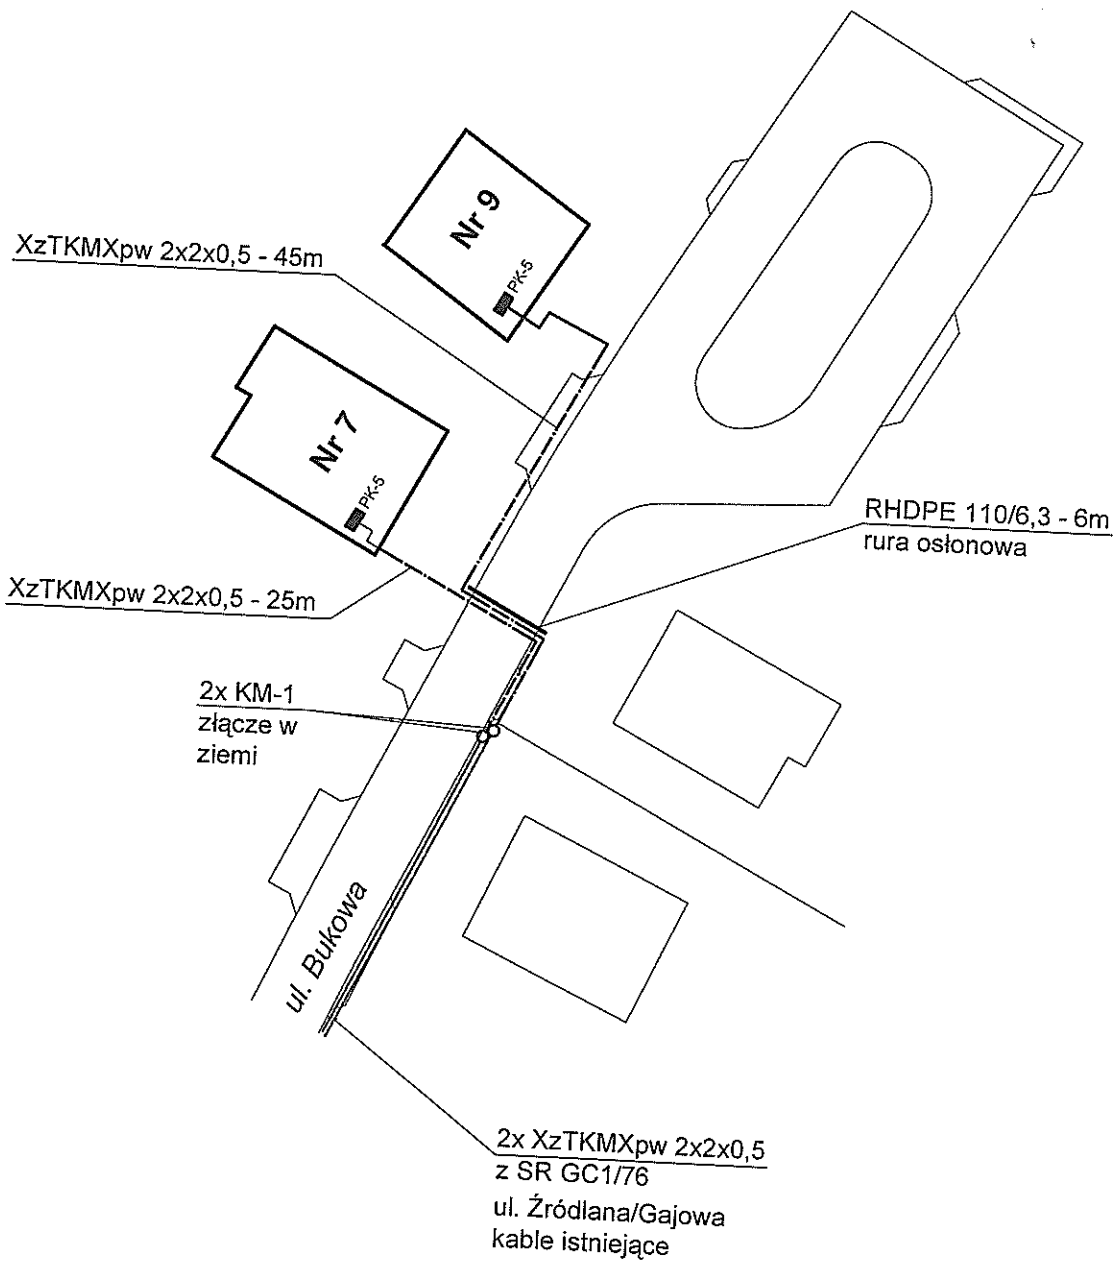 Nr 9
PK-5
XzTKMXpw 2x2x0,5 - 45m
Nr 7
PK-5
RHDPE 110/6,3 - 6m
rura osłonowa
XzTKMXpw 2x2x0,5 - 25m
2x KM-1
złącze w
ziemi
ul. Bukowa
2x XzTKMXpw 2x2x0,5
z SR GC1/76
ul. Źródlana/Gajowa
kable istniejące